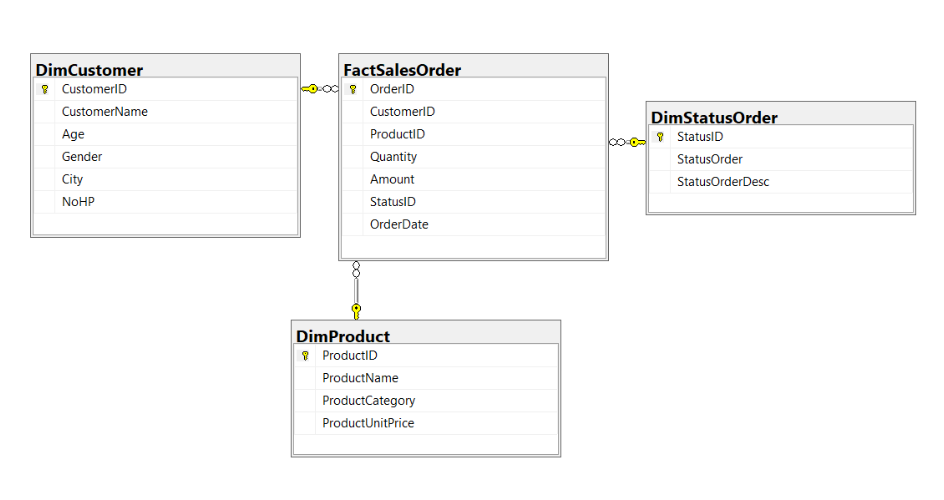 DimCustomer
CustomerID
CustomerName
Age
Gender
City
NoHP
FactSalesOrder
OrderID
CustomerID
ProductID
Quantity
Amount
StatusID
OrderDate
DimStatusOrder
StatusID
StatusOrder
StatusOrderDesc
DimProduct
ProductID
ProductName
ProductCategory
ProductUnitPrice